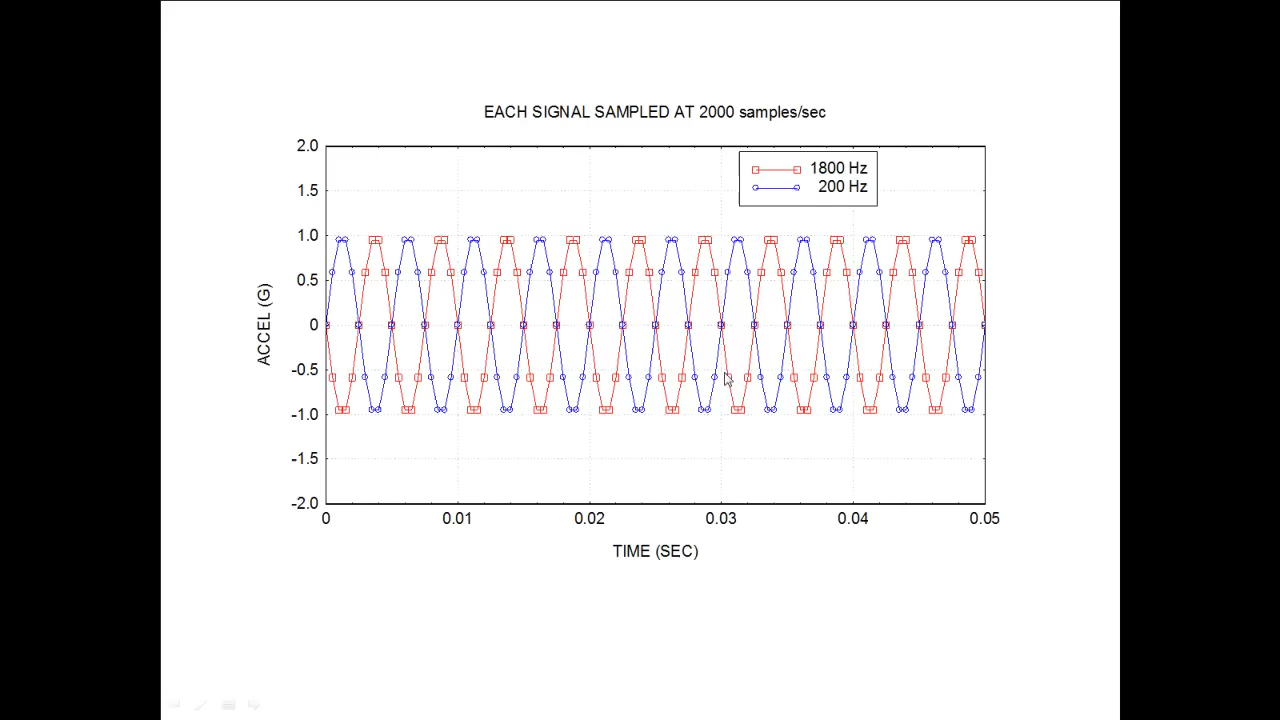 EACH SIGNAL SAMPLED AT 2000 samples/sec
1800 Hz
200 Hz
2.0
1.5
1.0
0.5
0
-0.5
-1.0
-1.5
-2.0
ACCEL (G)
0 0.01 0.02 0.03 0.04 0.05
TIME (SEC)